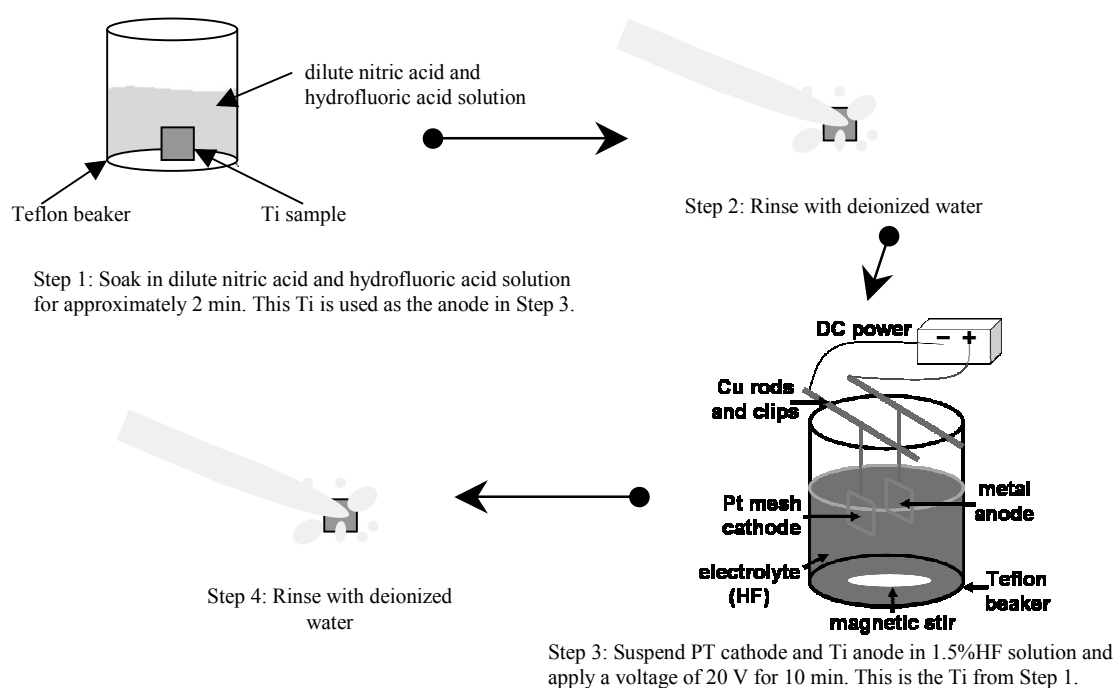 dilute nitric acid and
hydrofluoric acid solution
Teflon beaker
Ti sample
Step 1: Soak in dilute nitric acid and hydrofluoric acid solution
for approximately 2 min. This Ti is used as the anode in Step 3.
Step 2: Rinse with deionized water
DC power
− +
Cu rods
and clips
Pt mesh
cathode
metal
anode
electrolyte
(HF)
Teflon
beaker
magnetic stir
Step 3: Suspend PT cathode and Ti anode in 1.5%HF solution and
apply a voltage of 20 V for 10 min. This is the Ti from Step 1.
Step 4: Rinse with deionized
water